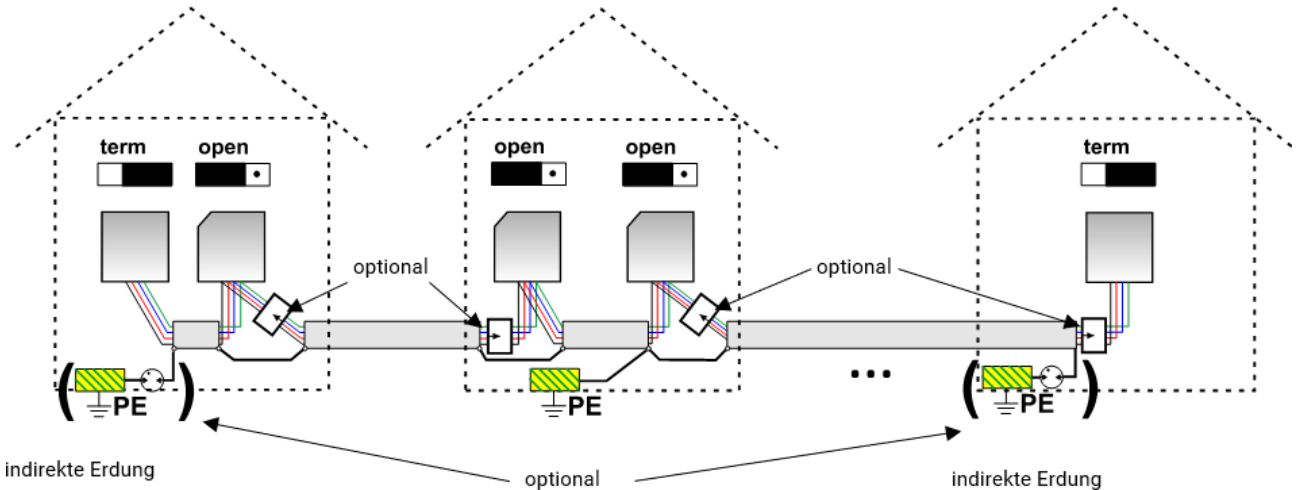 term open
open open
term
optional
optional
( PE )
PE
...
( PE )
indirekte Erdung
optional
indirekte Erdung